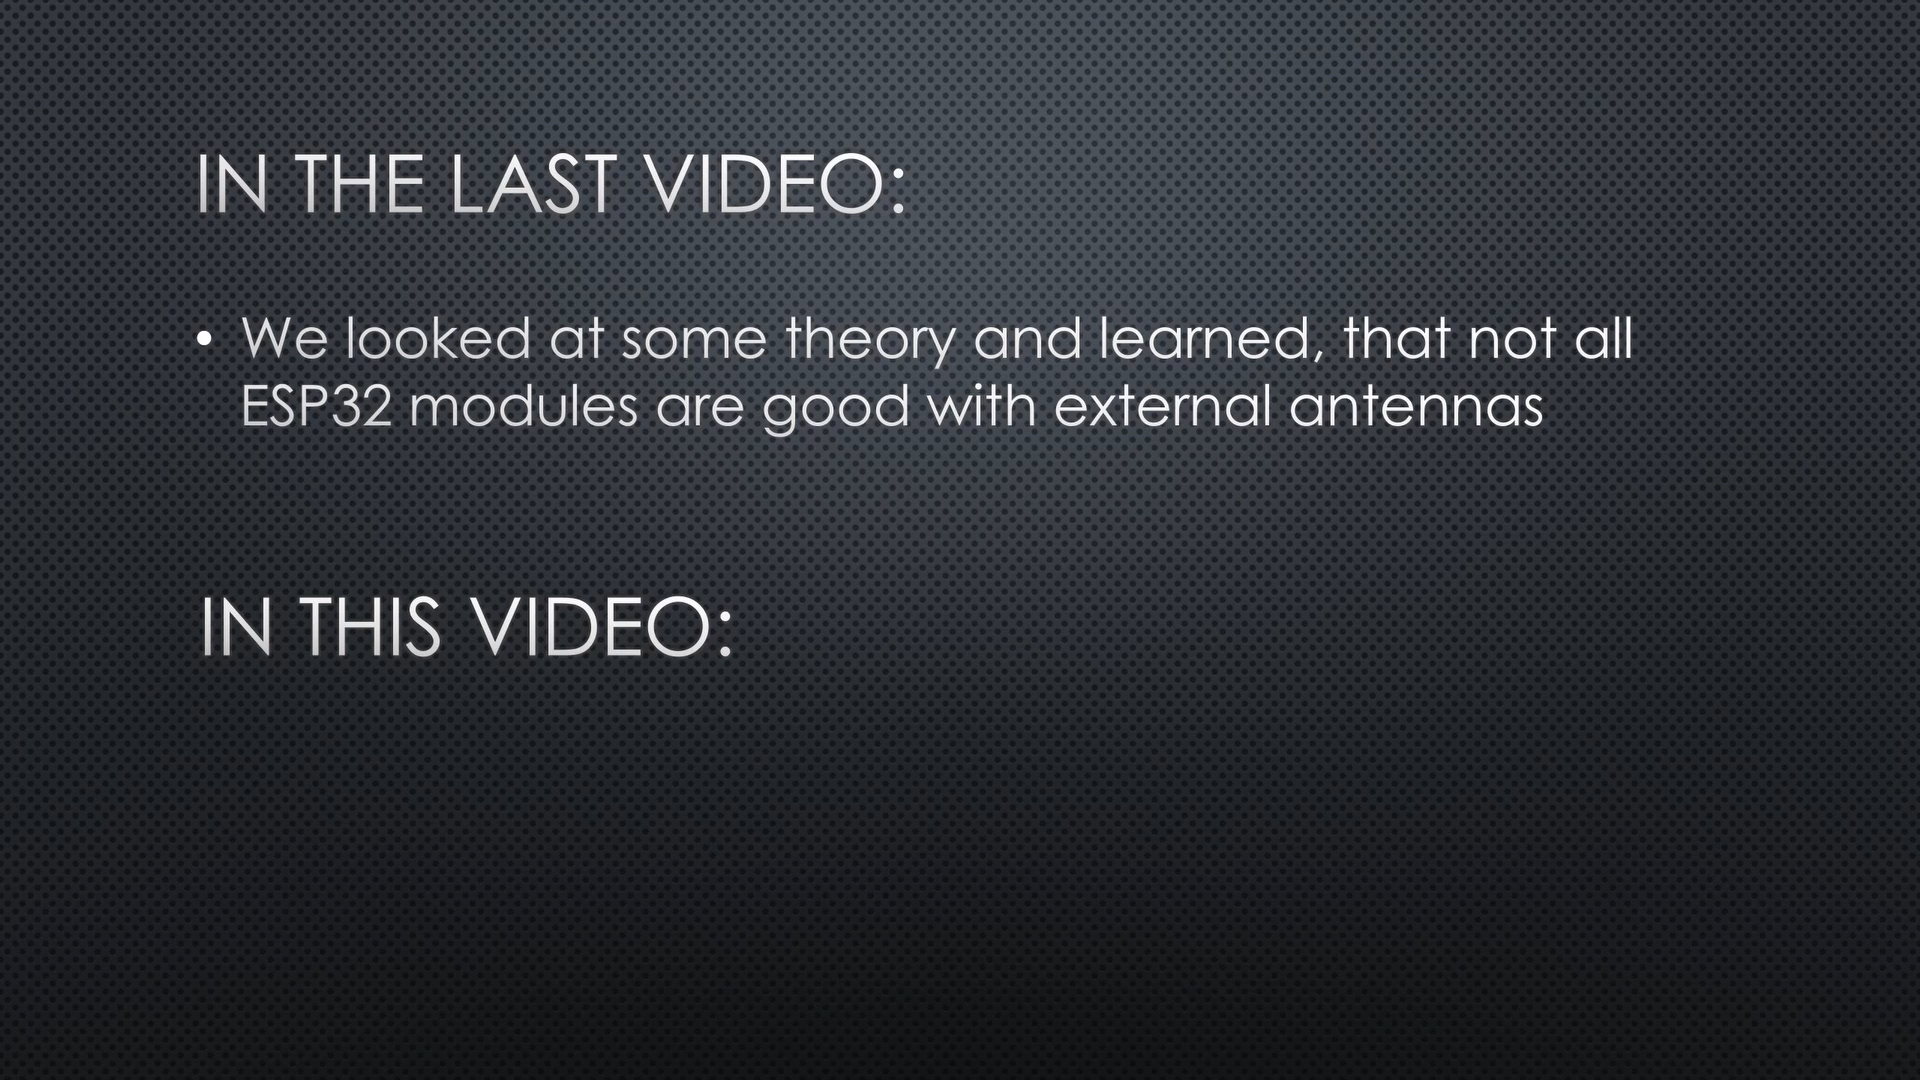 IN THE LAST VIDEO:
• We looked at some theory and learned, that not all
ESP32 modules are good with external antennas
IN THIS VIDEO: